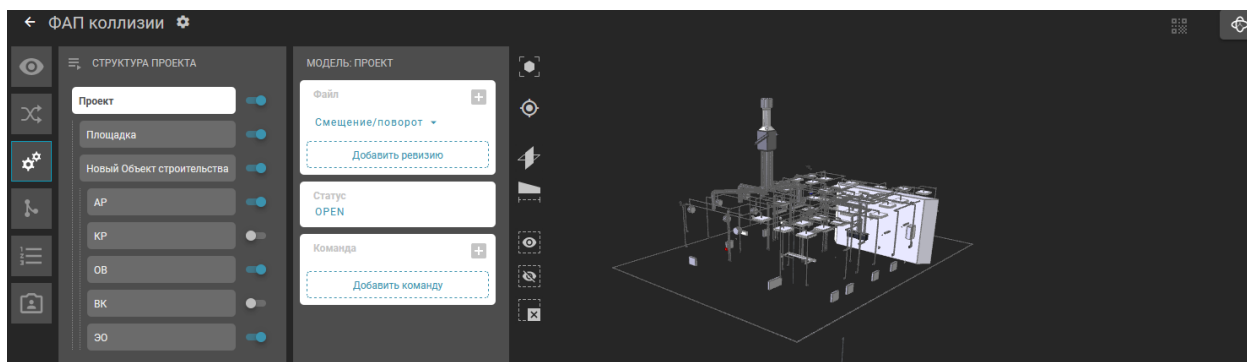 ФАП коллизии
СТРУКТУРА ПРОЕКТА
Проект
Площадка
Новый Объект строительства
АР
КР
ОВ
ВК
ЭО
МОДЕЛЬ: ПРОЕКТ
Файл
Смещение/поворот
Добавить ревизию
Статус
OPEN
Команда
Добавить команду